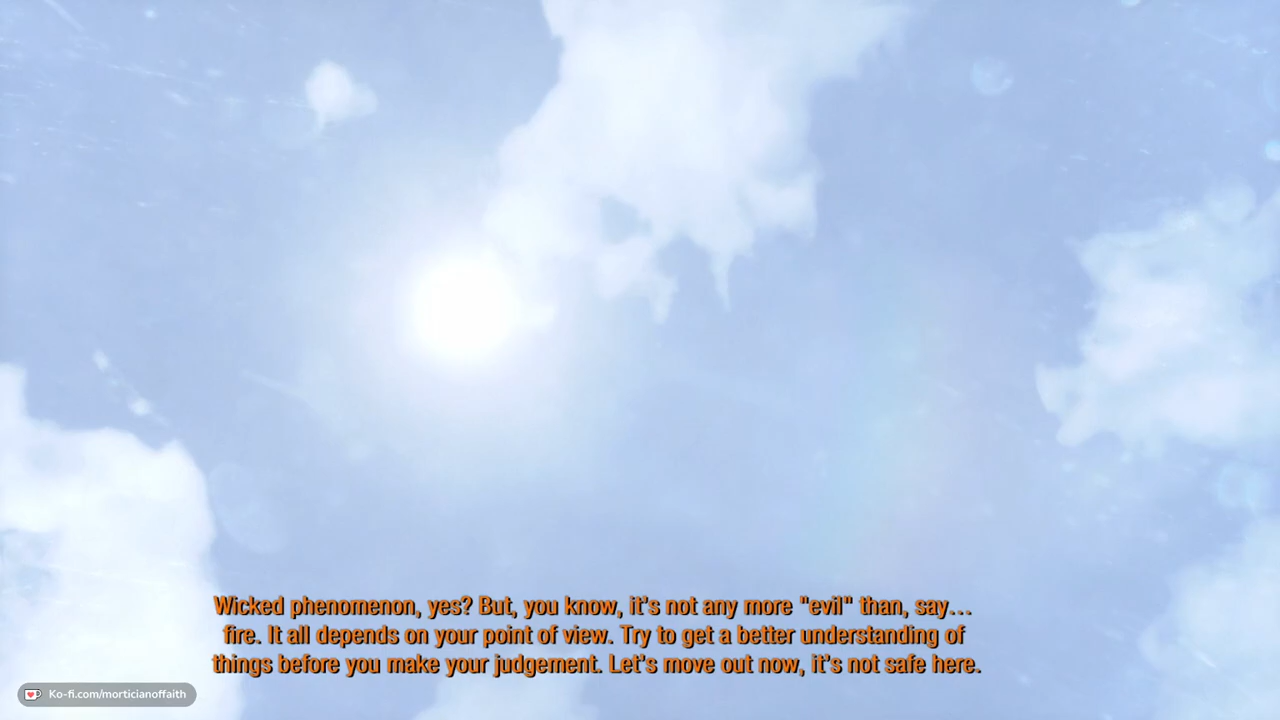 Wicked phenomenon, yes? But, you know, it's not any more "evil" than, say…
fire. It all depends on your point of view. Try to get a better understanding of
things before you make your judgement. Let's move out now, it's not safe here.
Ko-fi.com/morticianoffaith